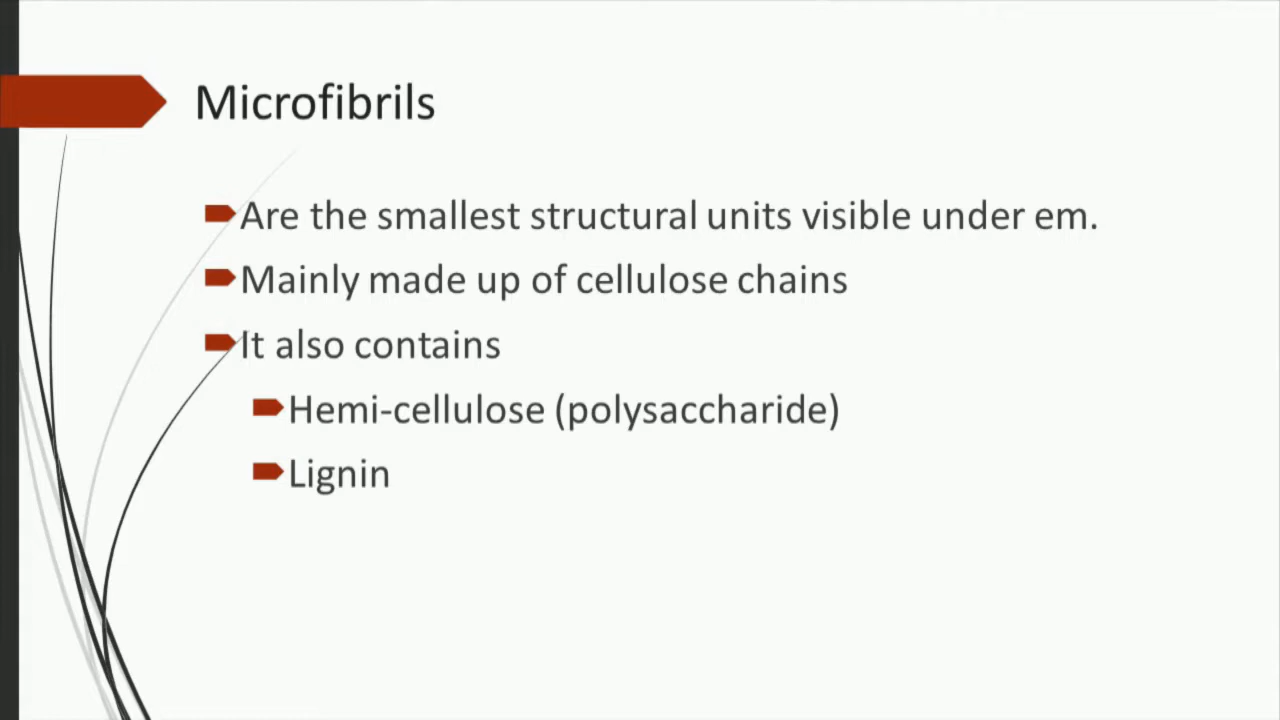 Microfibrils
Are the smallest structural units visible under em.
Mainly made up of cellulose chains
It also contains
Hemi-cellulose (polysaccharide)
Lignin